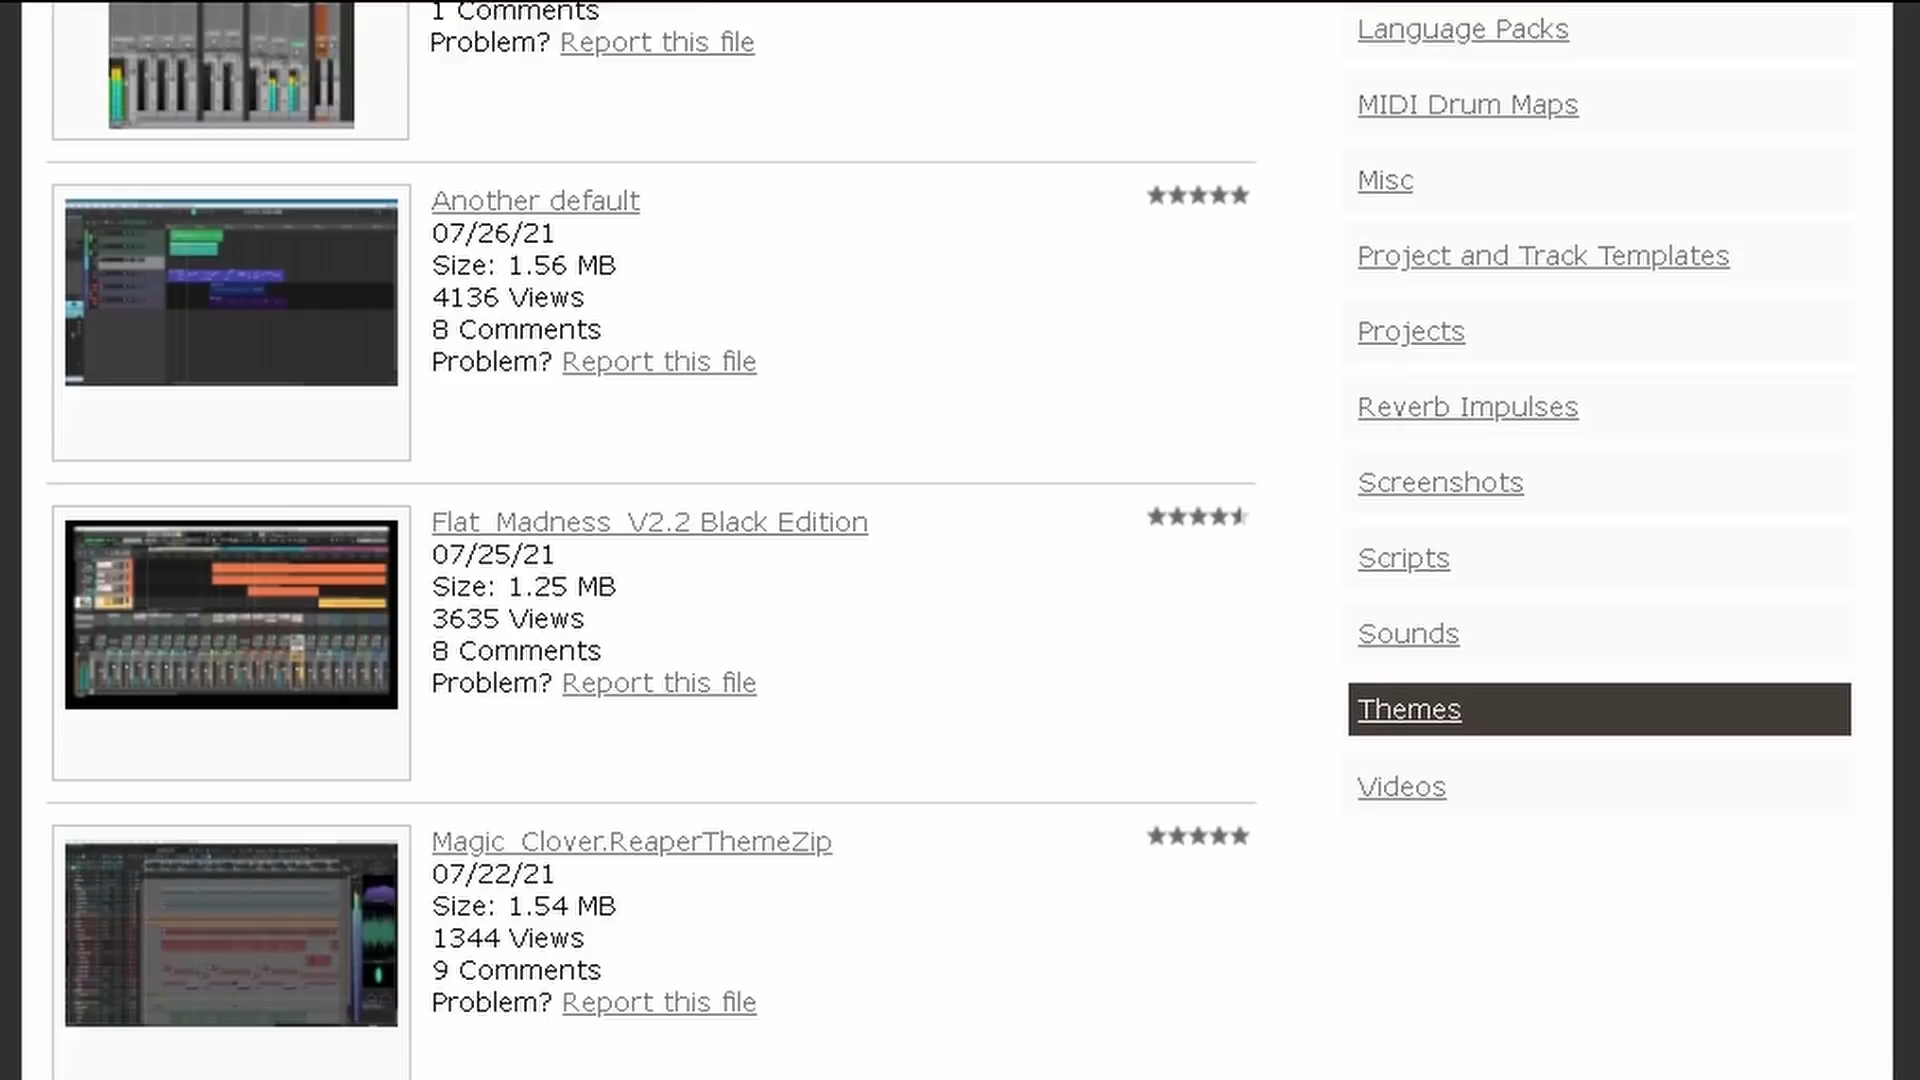 1 Comments
Problem? Report this file
Another default
07/26/21
Size: 1.56 MB
4136 Views
8 Comments
Problem? Report this file
Flat_Madness_V2.2 Black Edition
07/25/21
Size: 1.25 MB
3635 Views
8 Comments
Problem? Report this file
Magic_Clover.ReaperThemeZip
07/22/21
Size: 1.54 MB
1344 Views
9 Comments
Problem? Report this file
Language Packs
MIDI Drum Maps
Misc
Project and Track Templates
Projects
Reverb Impulses
Screenshots
Scripts
Sounds
Themes
Videos